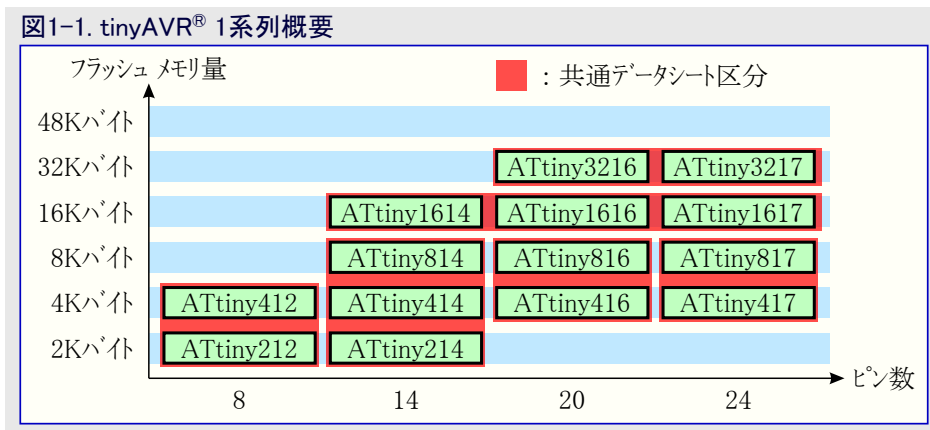 図1-1. tinyAVR® 1系列概要
フラッシュ メモリ量
: 共通データシート区分
48Kバイト
32Kバイト ATtiny3216 ATtiny3217
16Kバイト ATtiny1614 ATtiny1616 ATtiny1617
8Kバイト ATtiny814 ATtiny816 ATtiny817
4Kバイト ATtiny412 ATtiny414 ATtiny416 ATtiny417
2Kバイト ATtiny212 ATtiny214
ピン数
8 14 20 24